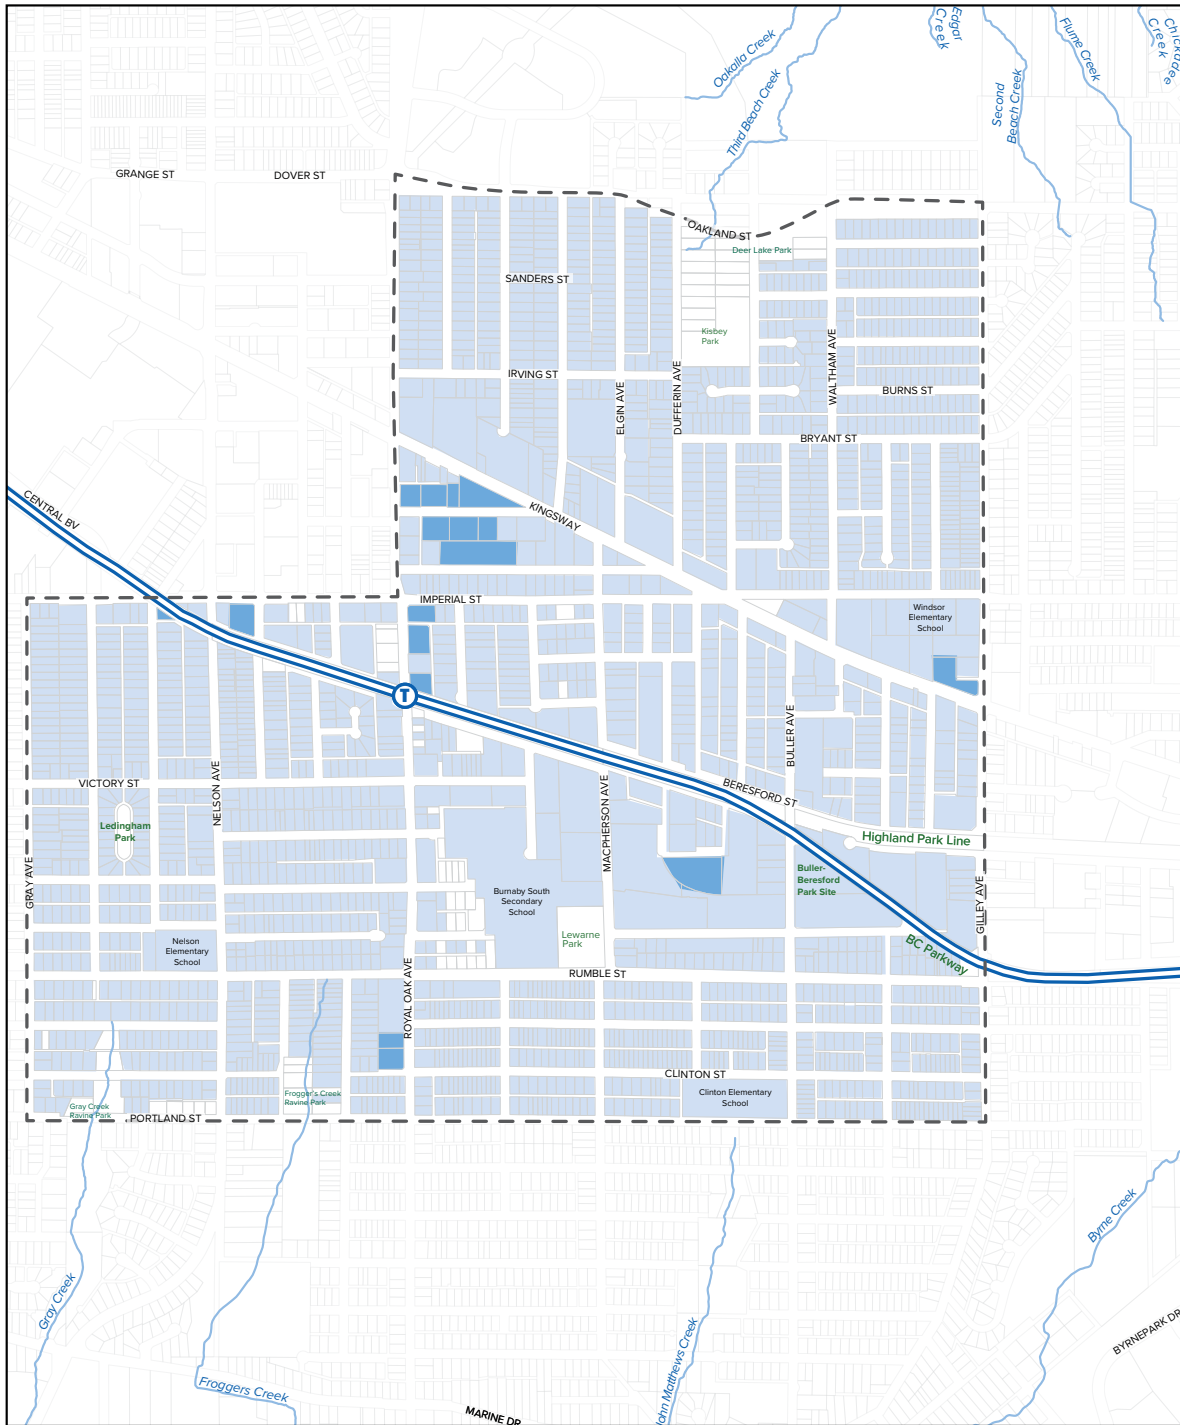 Oakalla Creek
Third Beach Creek
Edgar
Creek
Second
Beach Creek
Flume Creek
Chickadee
Creek
GRANGE ST
DOVER ST
OAKLAND ST
Deer Lake Park
SANDERS ST
Kisbey
Park
WALTHAM AVE
IRVING ST
ELGIN AVE
DUFFERIN AVE
BURNS ST
BRYANT ST
CENTRAL BV
KINGSWAY
IMPERIAL ST
Windsor
Elementary
School
T
BULLER AVE
VICTORY ST
NELSON AVE
BERESFORD ST
MACPHERSON AVE
Ledingham
Park
Highland Park Line
GRAY AVE
Buller-
Beresford
Park Site
GILLEY AVE
Burnaby South
Secondary
School
Nelson
Elementary
School
Lewarne
Park
BC Parkway
RUMBLE ST
ROYAL OAK AVE
CLINTON ST
Clinton Elementary
School
Gray Creek
Ravine Park
Frogger's Creek
Ravine Park
PORTLAND ST
Gray Creek
Froggers Creek
John Matthews Creek
Byrne Creek
BYRNEPARK DR
MARINE DR